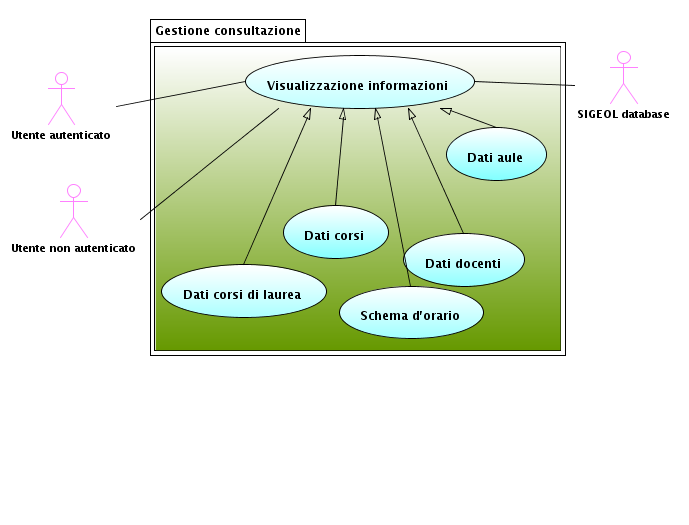 Gestione consultazione
Visualizzazione informazioni
SIGEOL database
Utente autenticato
Dati aule
Utente non autenticato
Dati corsi
Dati docenti
Dati corsi di laurea
Schema d'orario